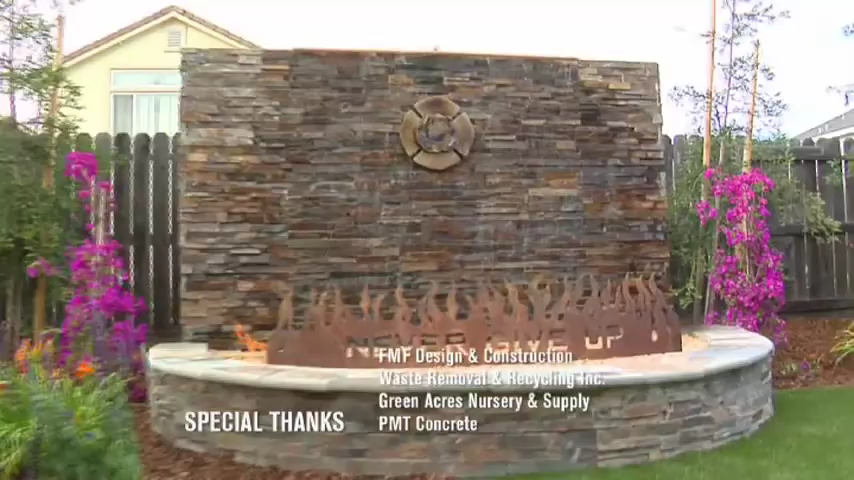 NEVER GIVE UP
FMF Design & Construction
Waste Removal & Recycling Inc.
Green Acres Nursery & Supply
SPECIAL THANKS
PMT Concrete